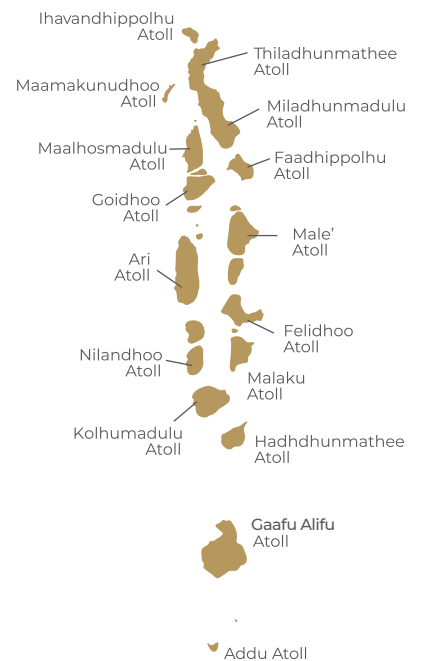 Ihavandhippolhu
Atoll
Thiladhunmathee
Atoll
Maamakunudhoo
Atoll
Miladhunmadulu
Atoll
Maalhosmadulu
Atoll
Faadhippolhu
Atoll
Goidhoo
Atoll
Male’
Atoll
Ari
Atoll
Felidhoo
Atoll
Nilandhoo
Atoll
Malaku
Atoll
Kolhumadulu
Atoll
Hadhdhunmathee
Atoll
Gaafu Alifu
Atoll
Addu Atoll